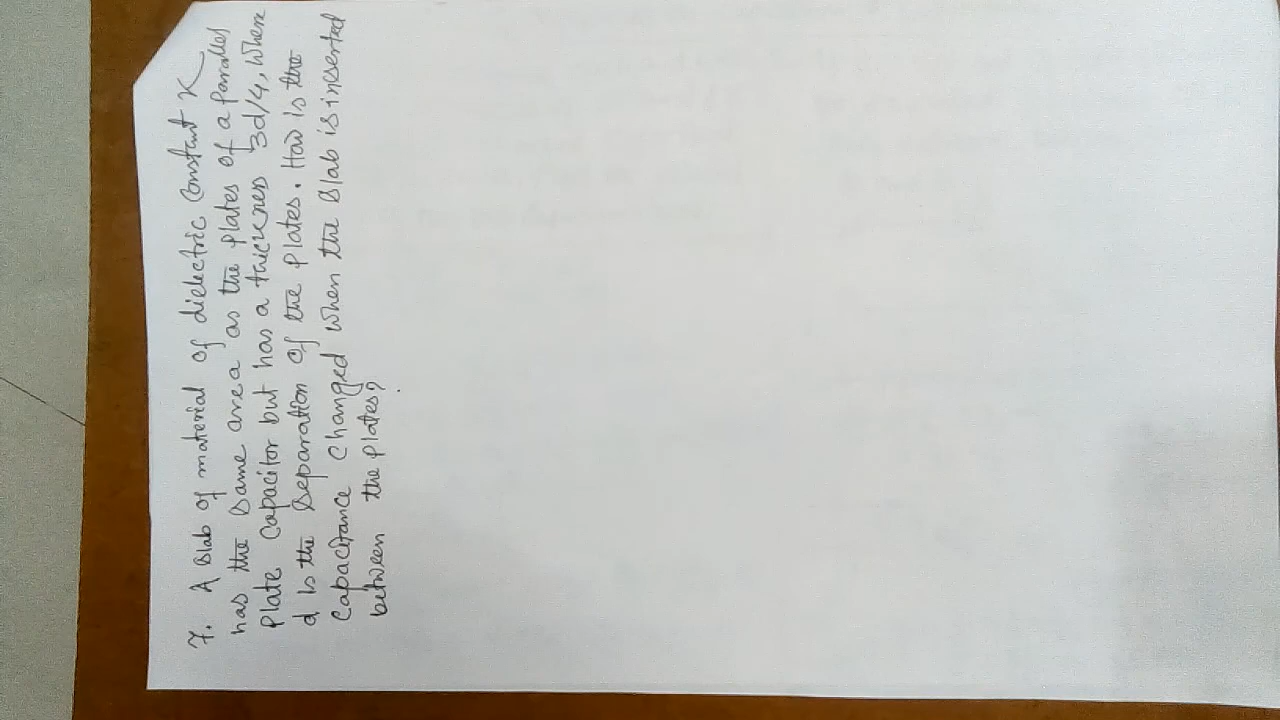 7. A slab of material of dielectric constant K
has the same area as the plates of a parallel
plate capacitor but has a thickness 3d/4, where
d is the separation of the plates. How is the
capacitance changed when the slab is inserted
between the plates?